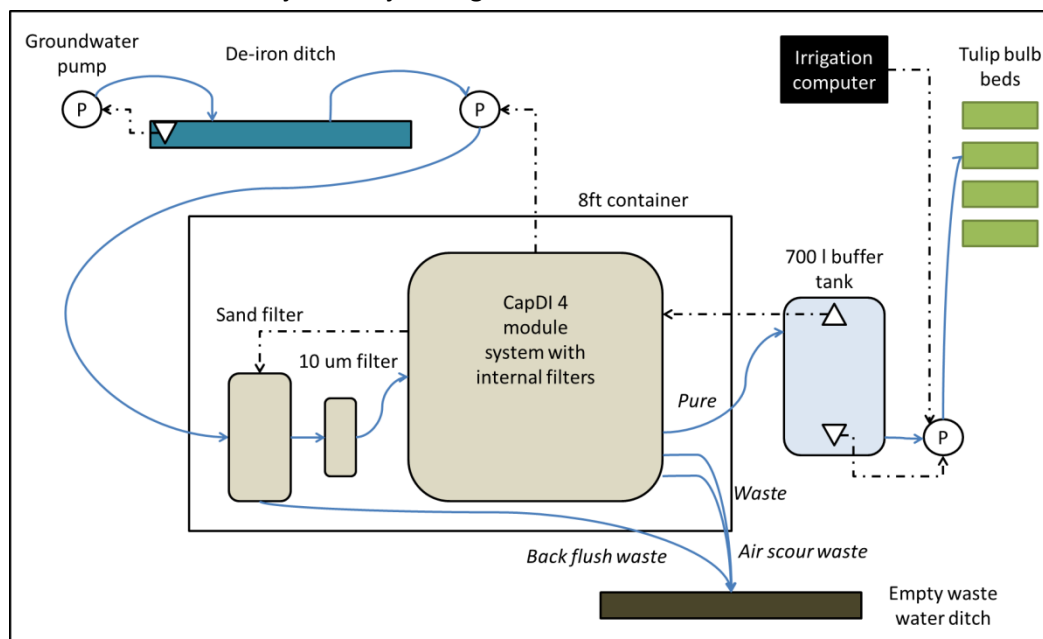 Groundwater
pump
De-iron ditch
P
P
Irrigation
computer
Tulip bulb
beds
8ft container
700 l buffer
tank
CapDI 4
module
system with
internal filters
Sand filter
10 um filter
Pure
P
Waste
Back flush waste
Air scour waste
Empty waste
water ditch